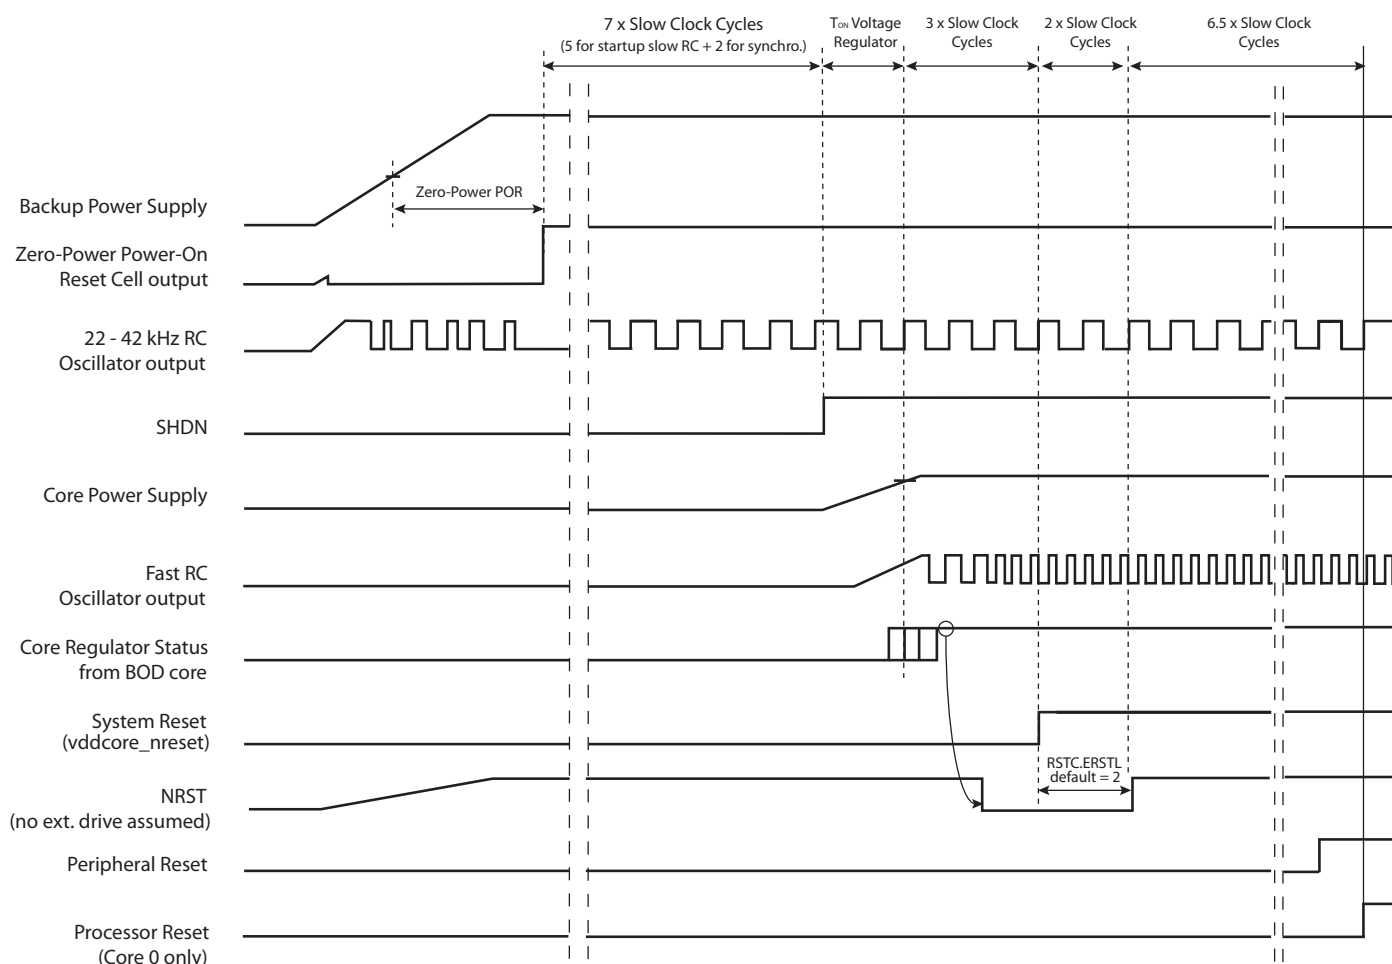 7 x Slow Clock Cycles
(5 for startup slow RC + 2 for synchro.)
TON Voltage
Regulator
3 x Slow Clock
Cycles
2 x Slow Clock
Cycles
6.5 x Slow Clock
Cycles
Zero-Power POR
Backup Power Supply
Zero-Power Power-On
Reset Cell output
22 - 42 kHz RC
Oscillator output
SHDN
Core Power Supply
Fast RC
Oscillator output
Core Regulator Status
from BOD core
System Reset
(vddcore_nreset)
RSTC.ERSTL
default = 2
NRST
(no ext. drive assumed)
Peripheral Reset
Processor Reset
(Core 0 only)